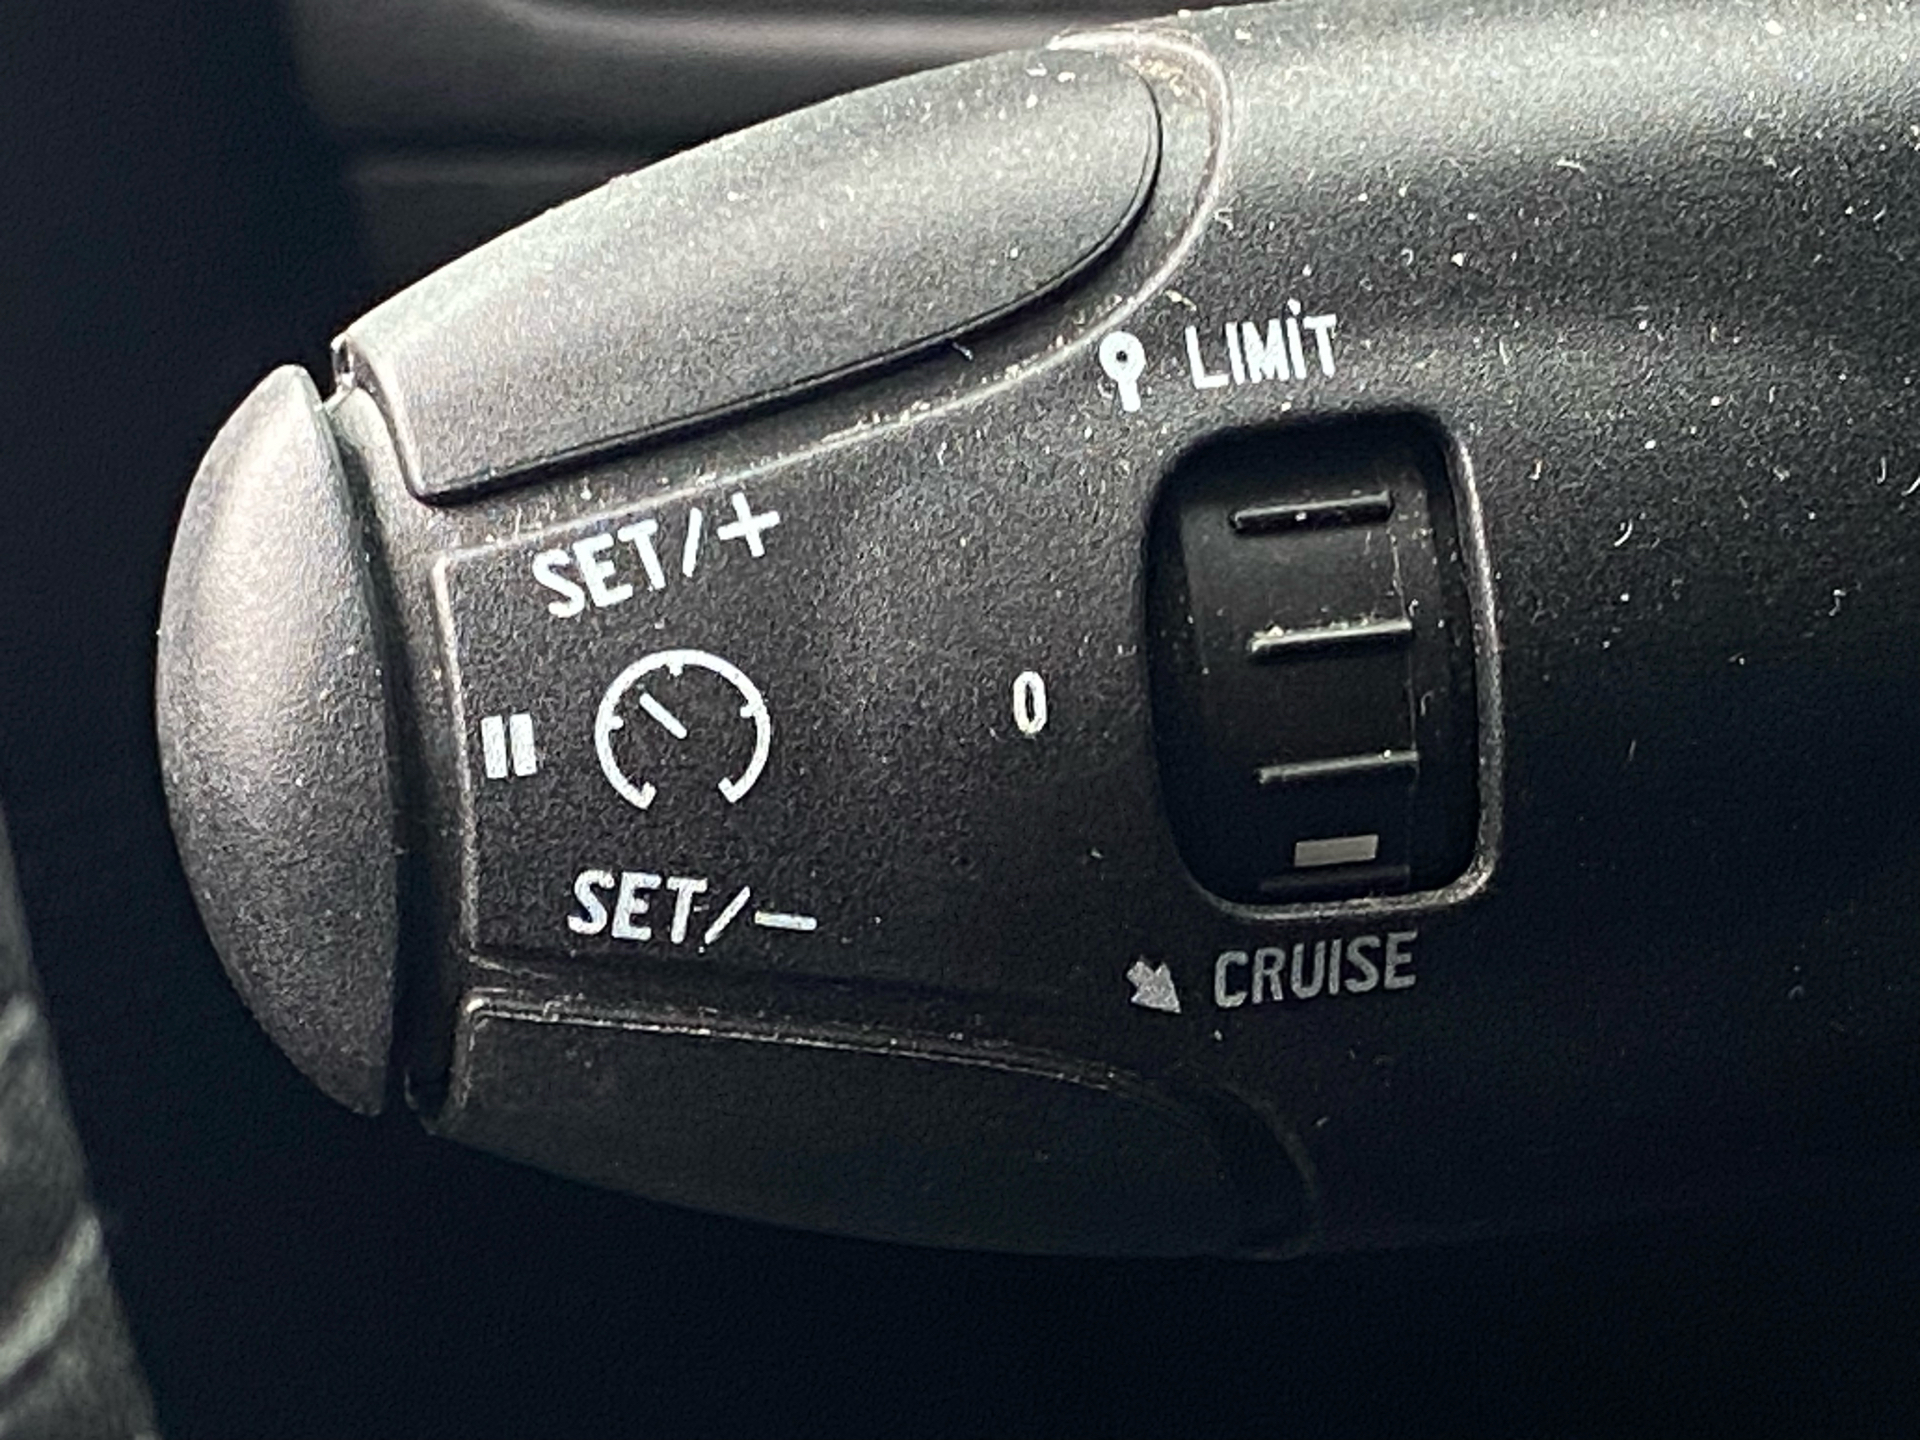 LIMIT
SET/+
0
SET/-
CRUISE